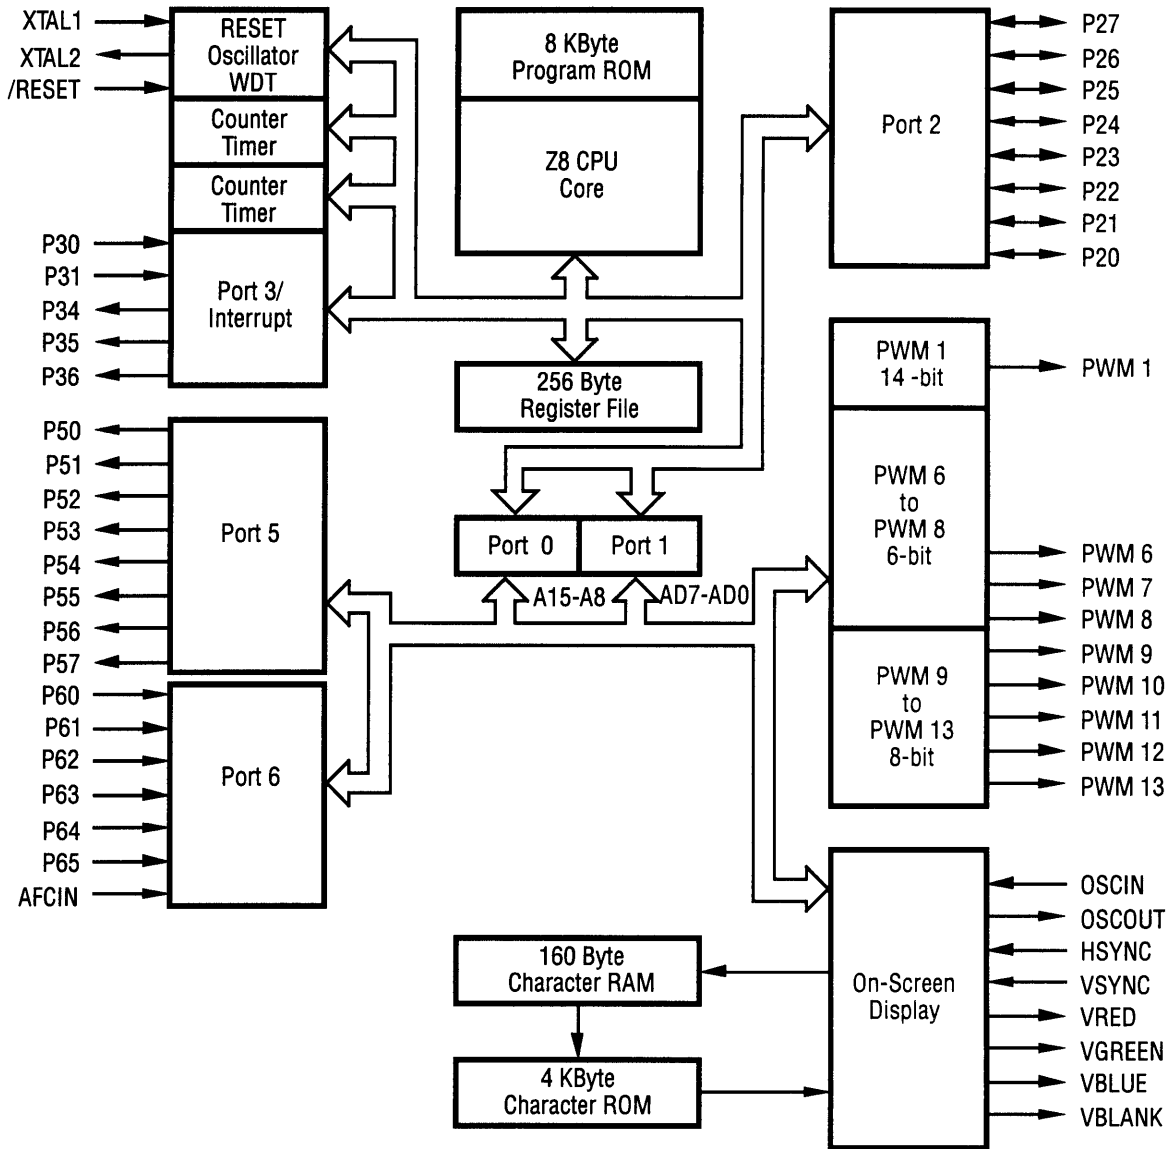 XTAL1
XTAL2
/RESET
RESET
Oscillator
WDT
Counter
Timer
Counter
Timer
P30
P31
P34
P35
P36
Port 3/
Interrupt
8 KByte
Program ROM
Z8 CPU
Core
256 Byte
Register File
Port 2
P27
P26
P25
P24
P23
P22
P21
P20
PWM 1
14 -bit
PWM 1
PWM 6
to
PWM 8
6-bit
PWM 6
PWM 7
PWM 8
PWM 9
to
PWM 13
8-bit
PWM 9
PWM 10
PWM 11
PWM 12
PWM 13
P50
P51
P52
P53
P54
P55
P56
P57
Port 5
Port 0
Port 1
A15-A8
AD7-AD0
P60
P61
P62
P63
P64
P65
AFCIN
Port 6
160 Byte
Character RAM
4 KByte
Character ROM
On-Screen
Display
OSCIN
OSCOUT
HSYNC
VSYNC
VRED
VGREEN
VBLUE
VBLANK